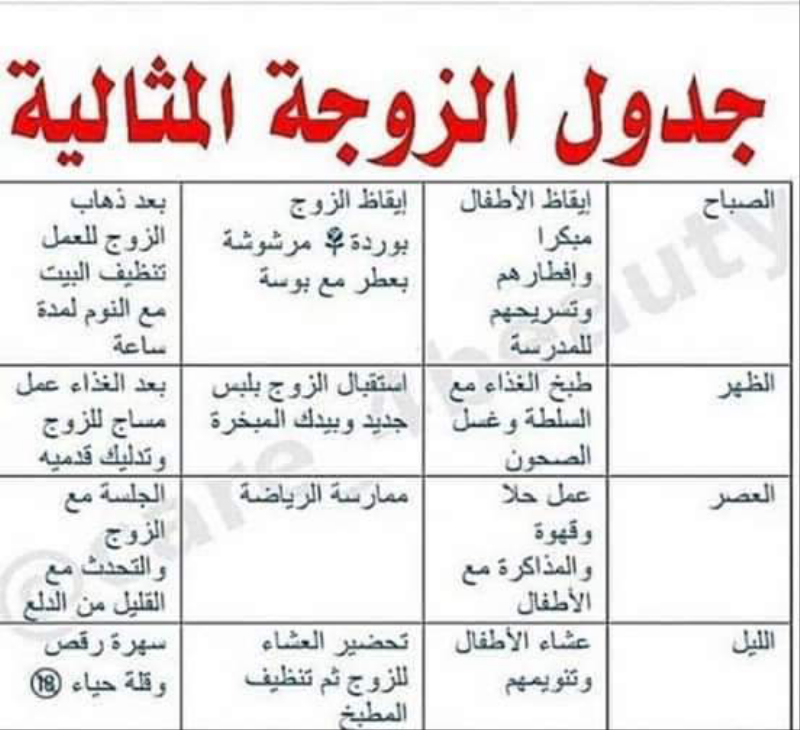 جدول الزوجة المثالية
الصباح
إيقاظ الأطفال
مبكرا
وإفطارهم
وتسريحهم
للمدرسة
إيقاظ الزوج
بوردة🌹 مرشوشة
بعطر مع بوسة
بعد ذهاب
الزوج للعمل
تنظيف البيت
مع النوم لمدة
ساعة
الظهر
طبخ الغذاء مع
السلطة وغسل
الصحون
استقبال الزوج بلبس
جديد وبيدك المبخرة
بعد الغذاء عمل
مساج للزوج
وتدليك قدميه
العصر
عمل حلا
وقهوة
والمذاكرة مع
الأطفال
ممارسة الرياضة
الجلسة مع
الزوج
والتحدث مع
القليل من الدلع
الليل
عشاء الأطفال
وتنويمهم
تحضير العشاء
للزوج ثم تنظيف
المطبخ
سهرة رقص
وقلة حياء 🔞
@care_4beauty